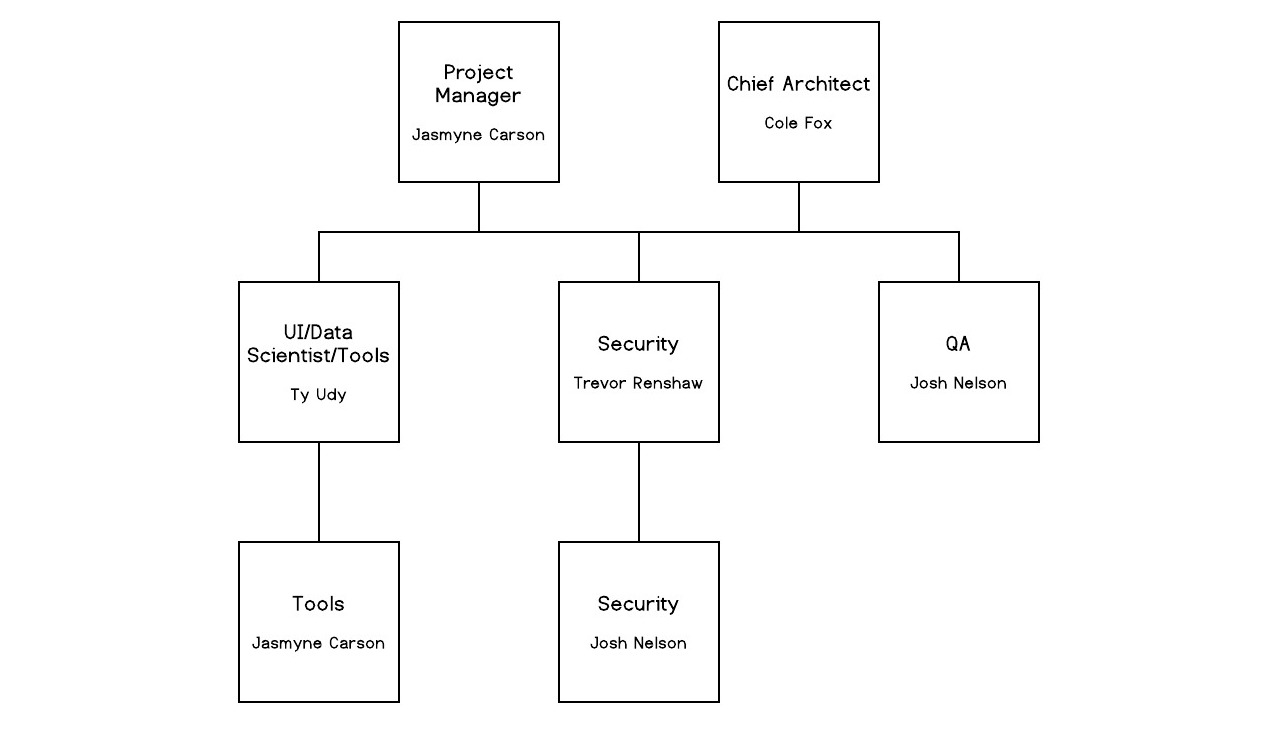 Project
Manager
Jasmyne Carson
Chief Architect
Cole Fox
UI/Data
Scientist/Tools
Ty Udy
Security
Trevor Renshaw
QA
Josh Nelson
Tools
Jasmyne Carson
Security
Josh Nelson